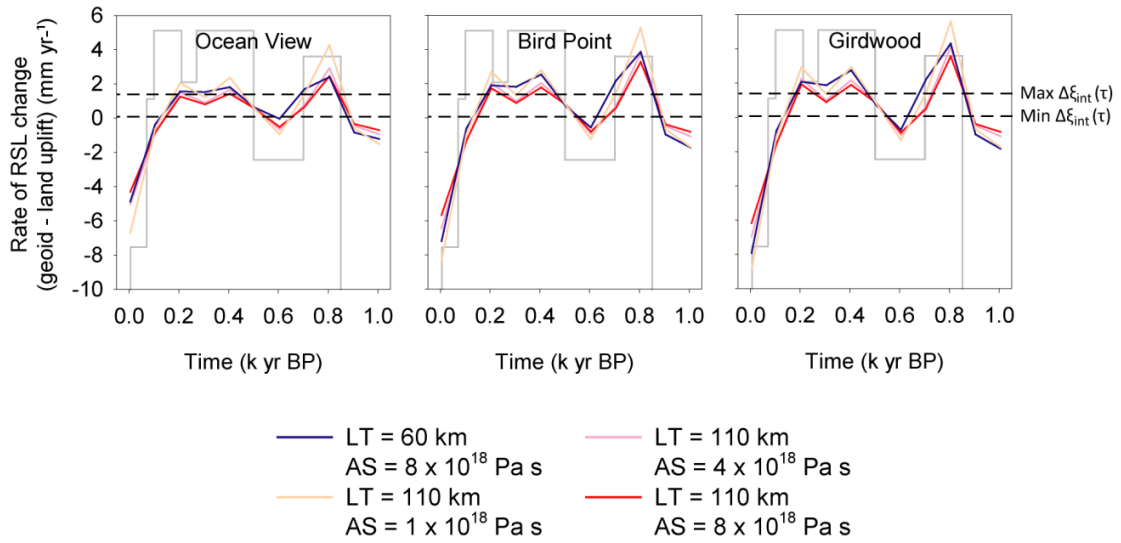 Rate of RSL change
(geoid - land uplift) (mm yr⁻¹)
6
4
2
0
-2
-4
-6
-8
-10
Ocean View
Bird Point
Girdwood
Max Δξint(τ)
Min Δξint(τ)
0.0 0.2 0.4 0.6 0.8 1.0
0.0 0.2 0.4 0.6 0.8 1.0
0.0 0.2 0.4 0.6 0.8 1.0
Time (k yr BP)
Time (k yr BP)
Time (k yr BP)
LT = 60 km
AS = 8 x 10¹⁸ Pa s
LT = 110 km
AS = 4 x 10¹⁸ Pa s
LT = 110 km
AS = 1 x 10¹⁸ Pa s
LT = 110 km
AS = 8 x 10¹⁸ Pa s